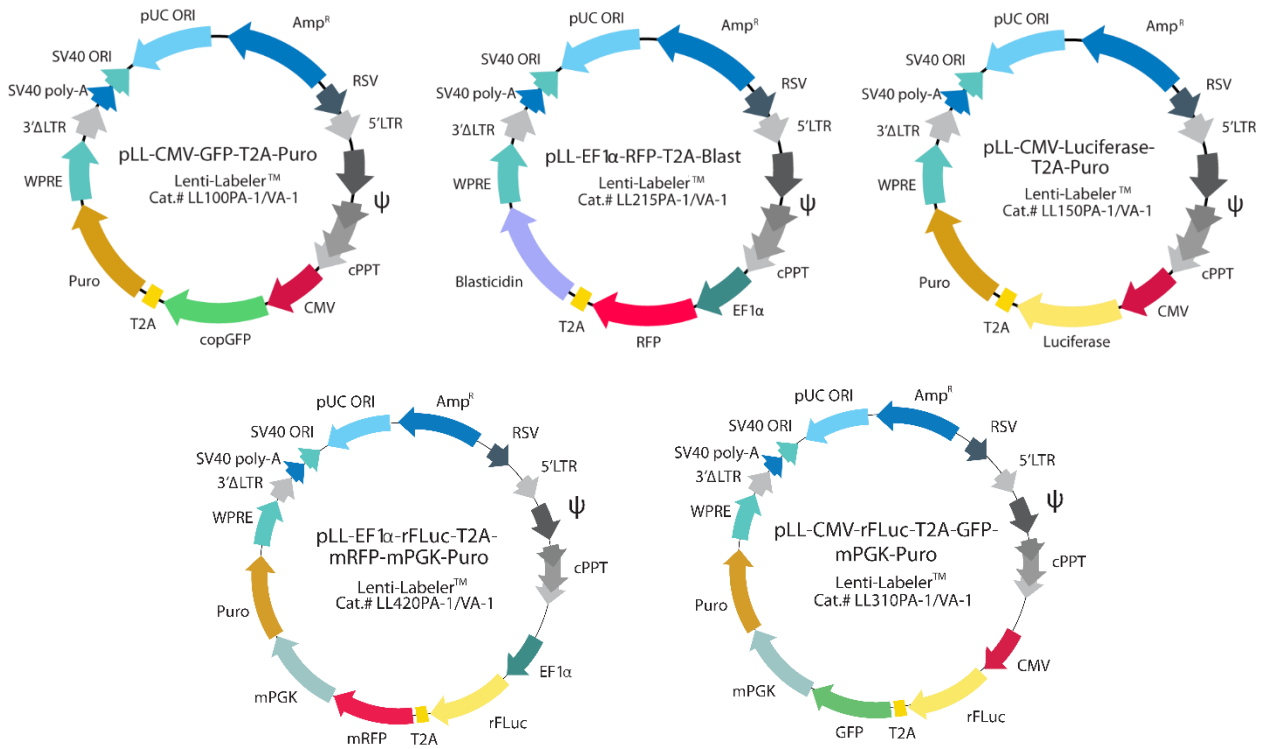 pUC ORI
Amp^R
SV40 ORI
RSV
SV40 poly-A
5'LTR
3'ΔLTR
pLL-CMV-GFP-T2A-Puro
Lenti-Labeler™
Cat.# LL100PA-1/VA-1
WPRE
Ψ
cPPT
Puro
CMV
T2A
copGFP
pUC ORI
Amp^R
SV40 ORI
RSV
SV40 poly-A
5'LTR
3'ΔLTR
pLL-EF1α-RFP-T2A-Blast
Lenti-Labeler™
Cat.# LL215PA-1/VA-1
WPRE
Ψ
cPPT
Blasticidin
EF1α
T2A
RFP
pUC ORI
Amp^R
SV40 ORI
RSV
SV40 poly-A
5'LTR
3'ΔLTR
pLL-CMV-Luciferase-
T2A-Puro
Lenti-Labeler™
Cat.# LL150PA-1/VA-1
WPRE
Ψ
cPPT
Puro
CMV
T2A
Luciferase
pUC ORI
Amp^R
SV40 ORI
RSV
SV40 poly-A
5'LTR
3'ΔLTR
Ψ
WPRE
pLL-EF1α-rFLuc-T2A-
mRFP-mPGK-Puro
Lenti-Labeler™
Cat.# LL420PA-1/VA-1
cPPT
Puro
EF1α
mPGK
rFLuc
mRFP
T2A
pUC ORI
Amp^R
SV40 ORI
RSV
SV40 poly-A
5'LTR
3'ΔLTR
Ψ
WPRE
pLL-CMV-rFLuc-T2A-GFP-
mPGK-Puro
Lenti-Labeler™
Cat.# LL310PA-1/VA-1
cPPT
Puro
CMV
mPGK
rFLuc
GFP
T2A